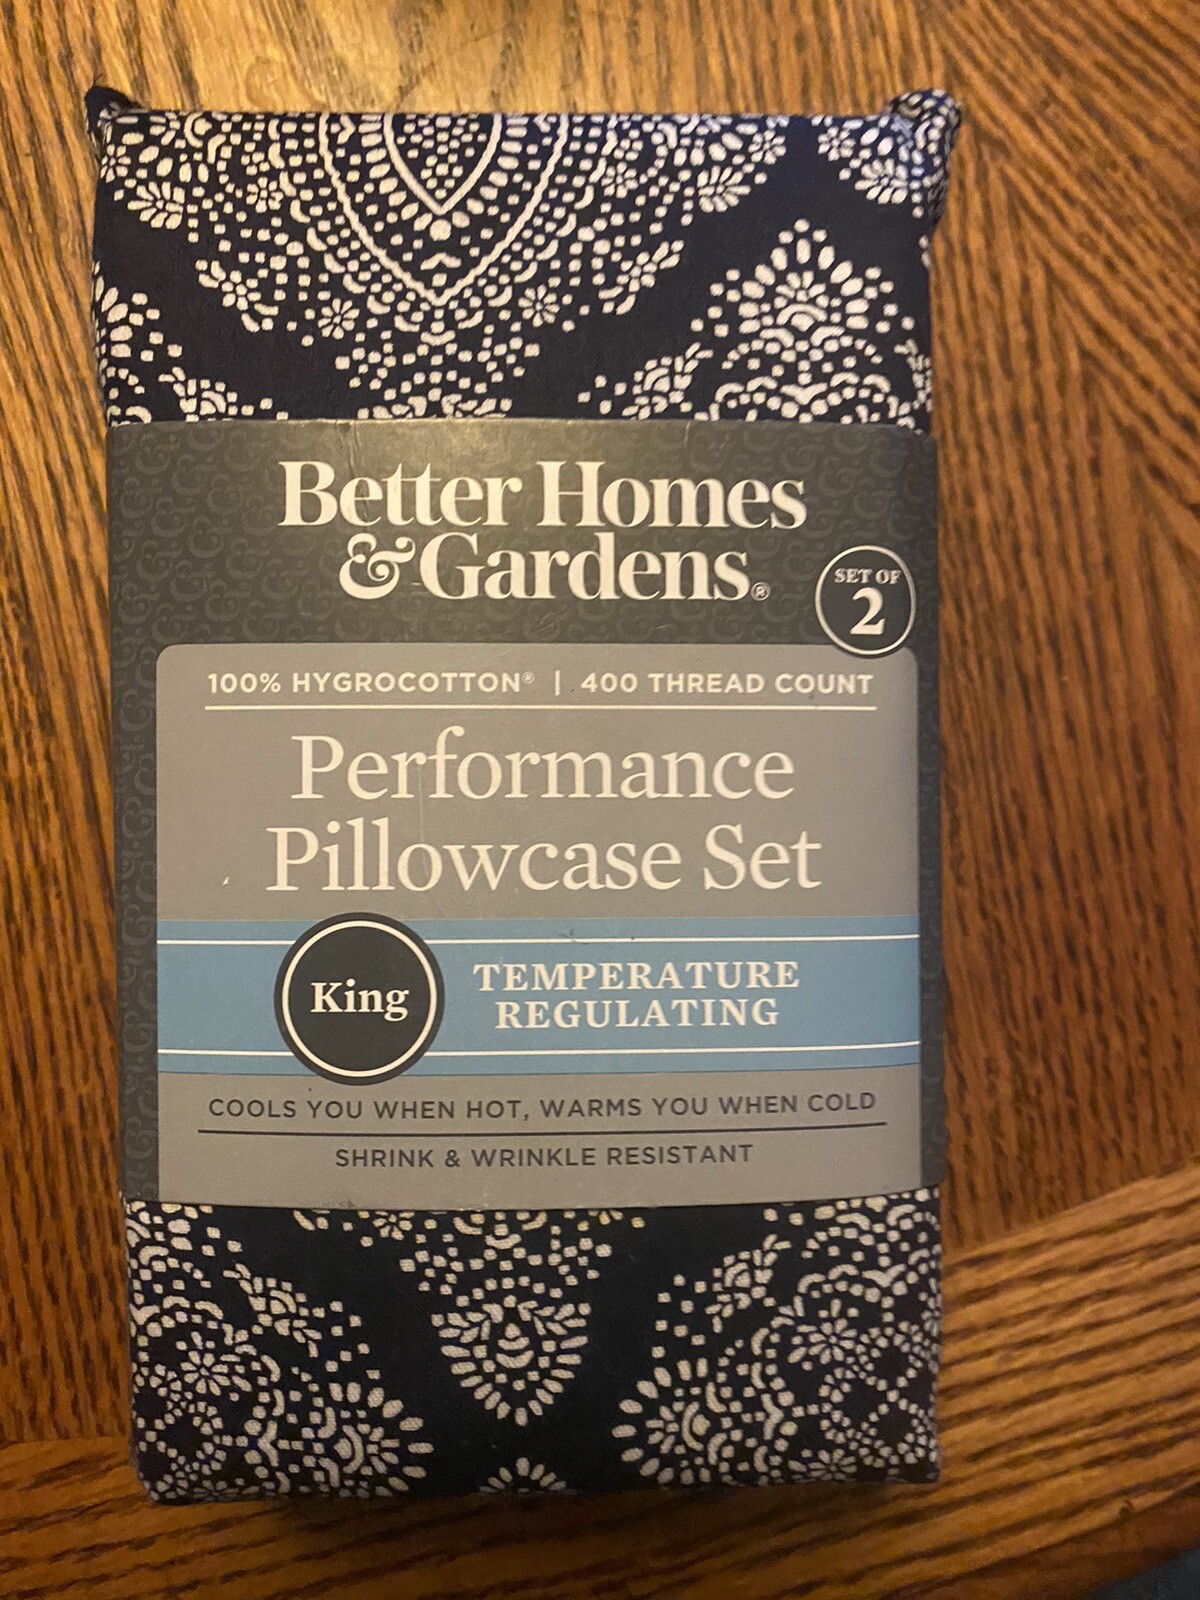 Better Homes
&Gardens®
SET OF
2
100% HYGROCOTTON® | 400 THREAD COUNT
Performance
Pillowcase Set
King
TEMPERATURE
REGULATING
COOLS YOU WHEN HOT, WARMS YOU WHEN COLD
SHRINK & WRINKLE RESISTANT